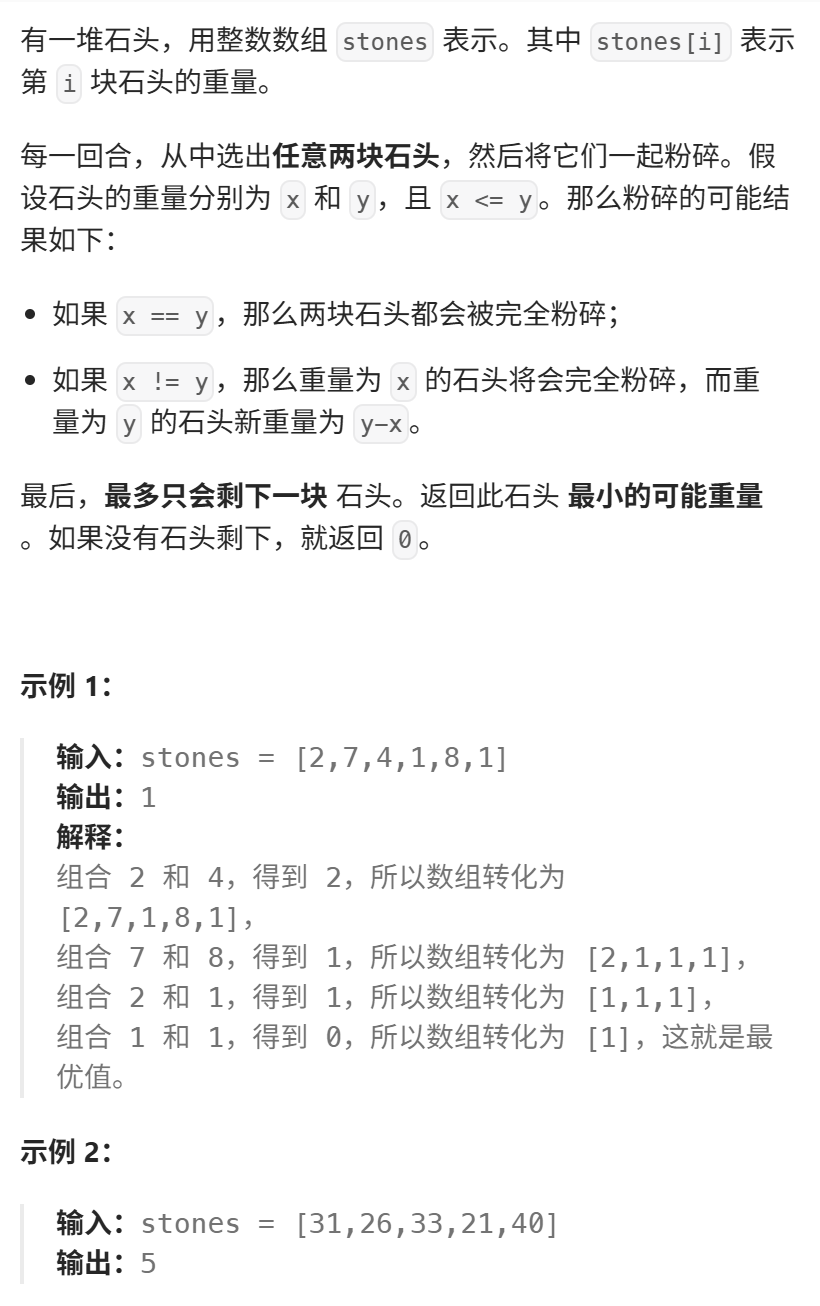 有一堆石头，用整数数组 stones 表示。其中 stones[i] 表示
第 i 块石头的重量。
每一回合，从中选出任意两块石头，然后将它们一起粉碎。假
设石头的重量分别为 x 和 y，且 x <= y。那么粉碎的可能结
果如下：
• 如果 x == y，那么两块石头都会被完全粉碎；
• 如果 x != y，那么重量为 x 的石头将会完全粉碎，而重
量为 y 的石头新重量为 y-x。
最后，最多只会剩下一块 石头。返回此石头 最小的可能重量
。如果没有石头剩下，就返回 0。
示例 1：
输入：stones = [2,7,4,1,8,1]
输出：1
解释：
组合 2 和 4，得到 2，所以数组转化为
[2,7,1,8,1]，
组合 7 和 8，得到 1，所以数组转化为 [2,1,1,1]，
组合 2 和 1，得到 1，所以数组转化为 [1,1,1]，
组合 1 和 1，得到 0，所以数组转化为 [1]，这就是最
优值。
示例 2：
输入：stones = [31,26,33,21,40]
输出：5